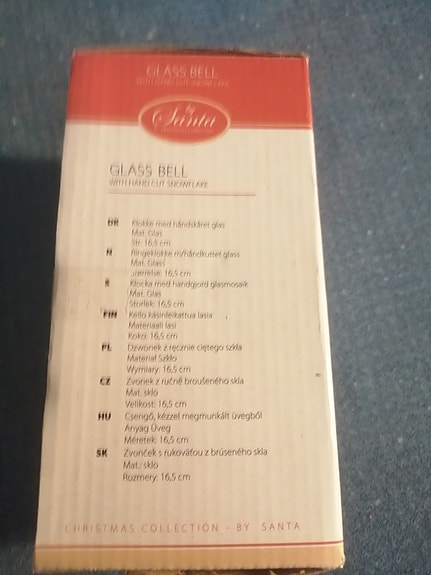 GLASS BELL
WITH HAND CUT SNOWFLAKE
by
Santa
GLASS BELL
WITH HAND CUT SNOWFLAKE
DK Klokke med håndskåret glas
Mat. Glas
Str. 16,5 cm
N Ringeklokke m/håndkuttet glass
Mat. Glass
Størrelse: 16,5 cm
S Klocka med handgjord glasmosaik
Mat. Glas
Storlek: 16,5 cm
FIN Kello käsinleikattua lasia
Materiaali lasi
Koko: 16,5 cm
PL Dzwonek z ręcznie ciętego szkła
Materiał Szkło
Wymiary: 16,5 cm
CZ Zvonek z ručně broušeného skla
Mat. sklo
Velikost: 16,5 cm
HU Csengő, kézzel megmunkált üvegből
Anyag Üveg
Méretek: 16,5 cm
SK Zvonček s rukoväťou z brúseného skla
Mat.: sklo
Rozmery: 16,5 cm
CHRISTMAS COLLECTION - BY SANTA